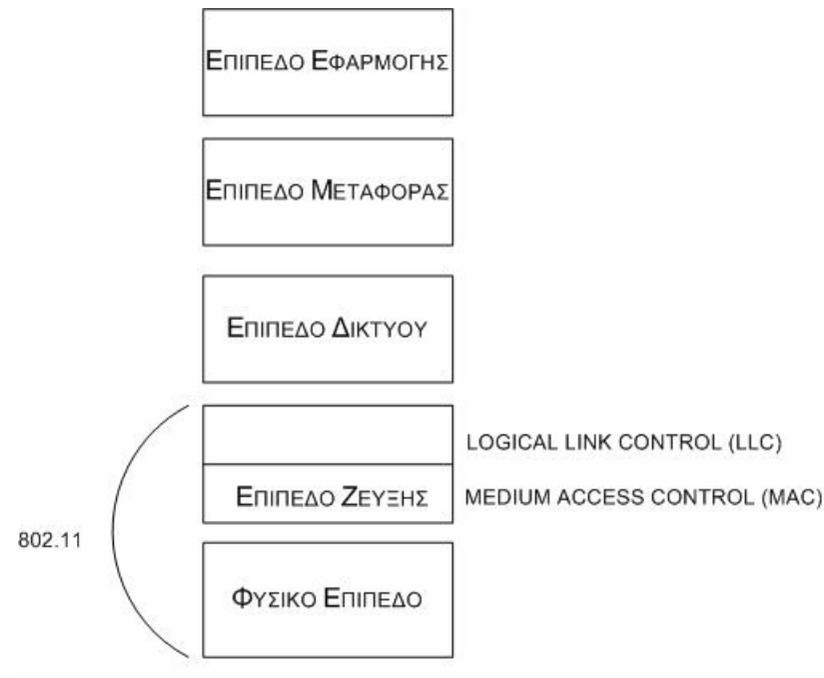 ΕΠΙΠΕΔΟ ΕΦΑΡΜΟΓΗΣ
ΕΠΙΠΕΔΟ ΜΕΤΑΦΟΡΑΣ
ΕΠΙΠΕΔΟ ΔΙΚΤΥΟΥ
LOGICAL LINK CONTROL (LLC)
ΕΠΙΠΕΔΟ ΖΕΥΞΗΣ
MEDIUM ACCESS CONTROL (MAC)
802.11
ΦΥΣΙΚΟ ΕΠΙΠΕΔΟ